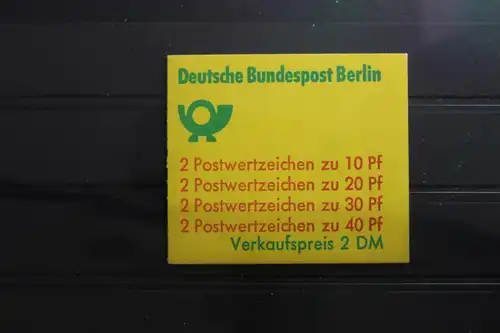 Deutsche Bundespost Berlin
2 Postwertzeichen zu 10 Pf
2 Postwertzeichen zu 20 Pf
2 Postwertzeichen zu 30 Pf
2 Postwertzeichen zu 40 Pf
Verkaufspreis 2 DM